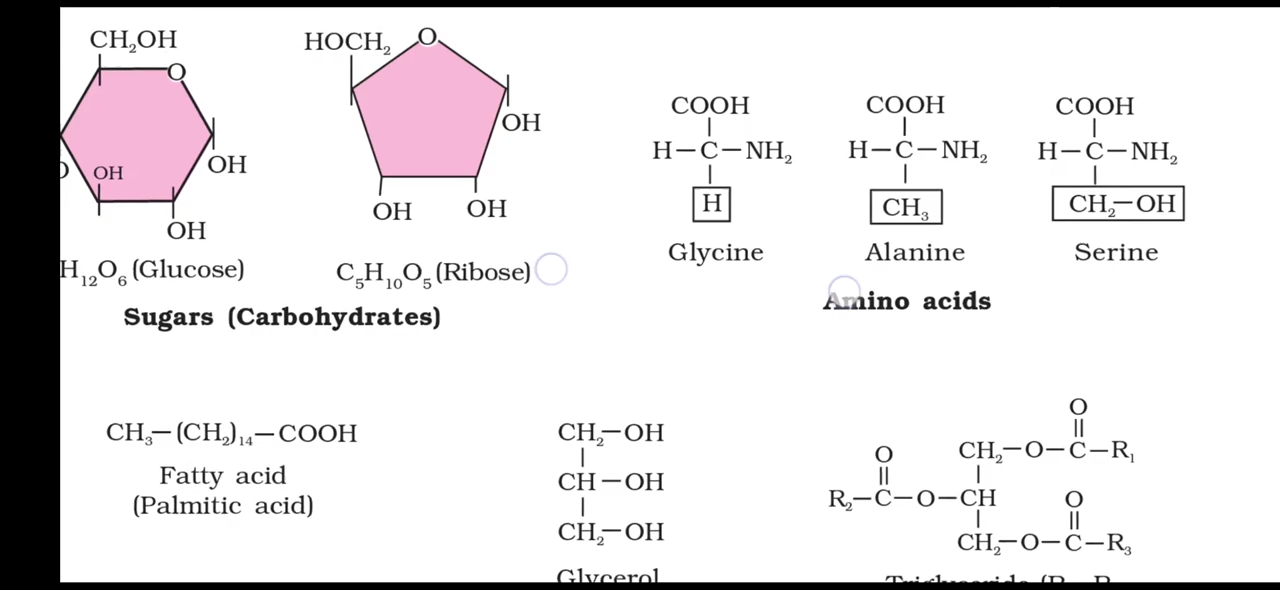 CH₂OH
O
OH
OH
OH
H₁₂O₆ (Glucose)
HOCH₂
O
OH
OH
OH
C₅H₁₀O₅ (Ribose)
Sugars (Carbohydrates)
COOH
H−C−NH₂
H
Glycine
COOH
H−C−NH₂
CH₃
Alanine
COOH
H−C−NH₂
CH₂−OH
Serine
Amino acids
CH₃−(CH₂)₁₄−COOH
Fatty acid
(Palmitic acid)
CH₂−OH
CH−OH
CH₂−OH
Glycerol
O
CH₂−O−C−R₁
O
R₂−C−O−CH
O
CH₂−O−C−R₃
Triglyceride (R